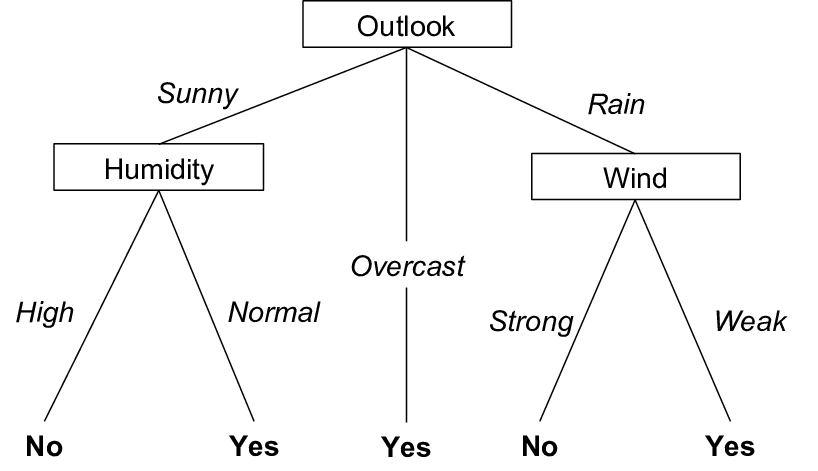 Outlook
Sunny
Rain
Humidity
Wind
Overcast
High
Normal
Strong
Weak
No
Yes
Yes
No
Yes